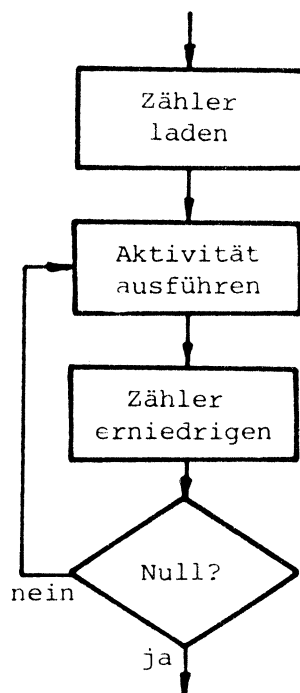 Zähler
laden
Aktivität
ausführen
Zähler
erniedrigen
Null?
nein
ja